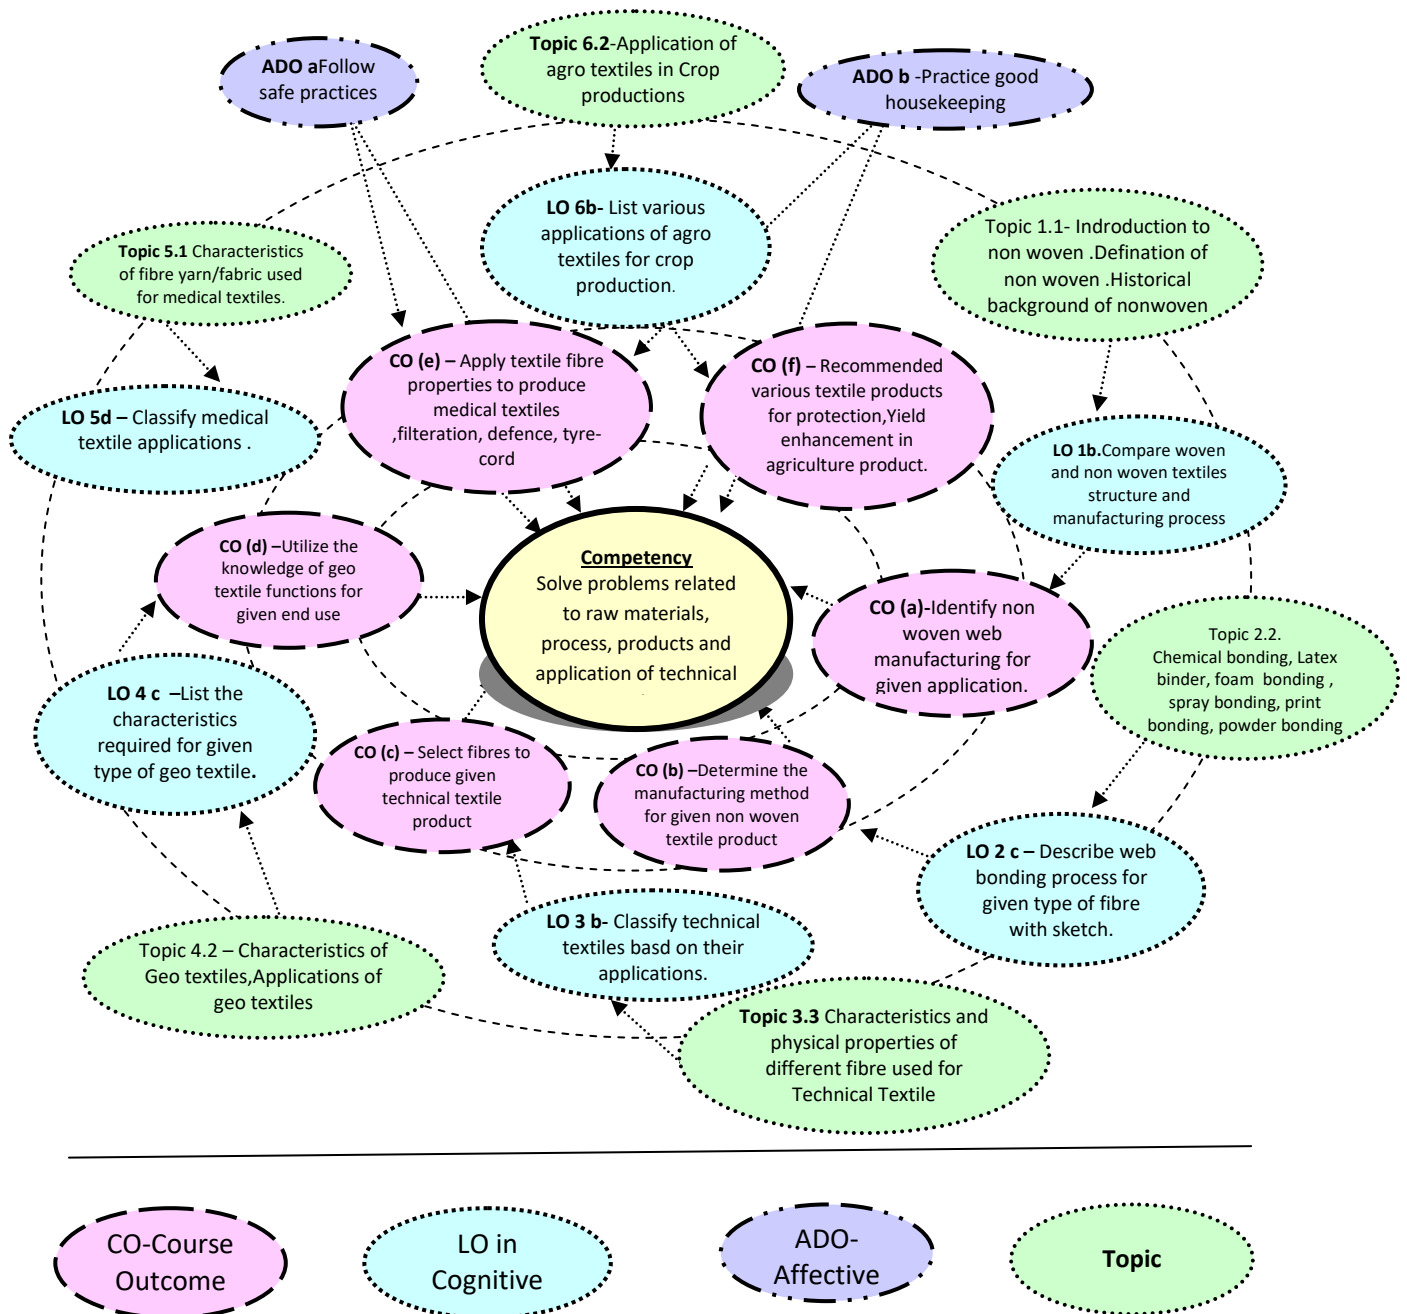 ADO aFollow
safe practices
Topic 6.2-Application of
agro textiles in Crop
productions
ADO b -Practice good
housekeeping
LO 6b- List various
applications of agro
textiles for crop
production.
Topic 5.1 Characteristics
of fibre yarn/fabric used
for medical textiles.
Topic 1.1- Indroduction to
non woven .Defination of
non woven .Historical
background of nonwoven
CO (e) – Apply textile fibre
properties to produce
medical textiles
,filteration, defence, tyre-
cord
CO (f) – Recommended
various textile products
for protection,Yield
enhancement in
agriculture product.
LO 5d – Classify medical
textile applications .
LO 1b.Compare woven
and non woven textiles
structure and
manufacturing process
CO (d) –Utilize the
knowledge of geo
textile functions for
given end use
Competency
Solve problems related
to raw materials,
process, products and
application of technical
CO (a)-Identify non
woven web
manufacturing for
given application.
Topic 2.2.
Chemical bonding, Latex
binder, foam bonding ,
spray bonding, print
bonding, powder bonding
LO 4 c –List the
characteristics
required for given
type of geo textile.
CO (c) – Select fibres to
produce given
technical textile
product
CO (b) –Determine the
manufacturing method
for given non woven
textile product
LO 2 c – Describe web
bonding process for
given type of fibre
with sketch.
LO 3 b- Classify technical
textiles basd on their
applications.
Topic 4.2 – Characteristics of
Geo textiles,Applications of
geo textiles
Topic 3.3 Characteristics and
physical properties of
different fibre used for
Technical Textile
CO-Course
Outcome
LO in
Cognitive
ADO-
Affective
Topic